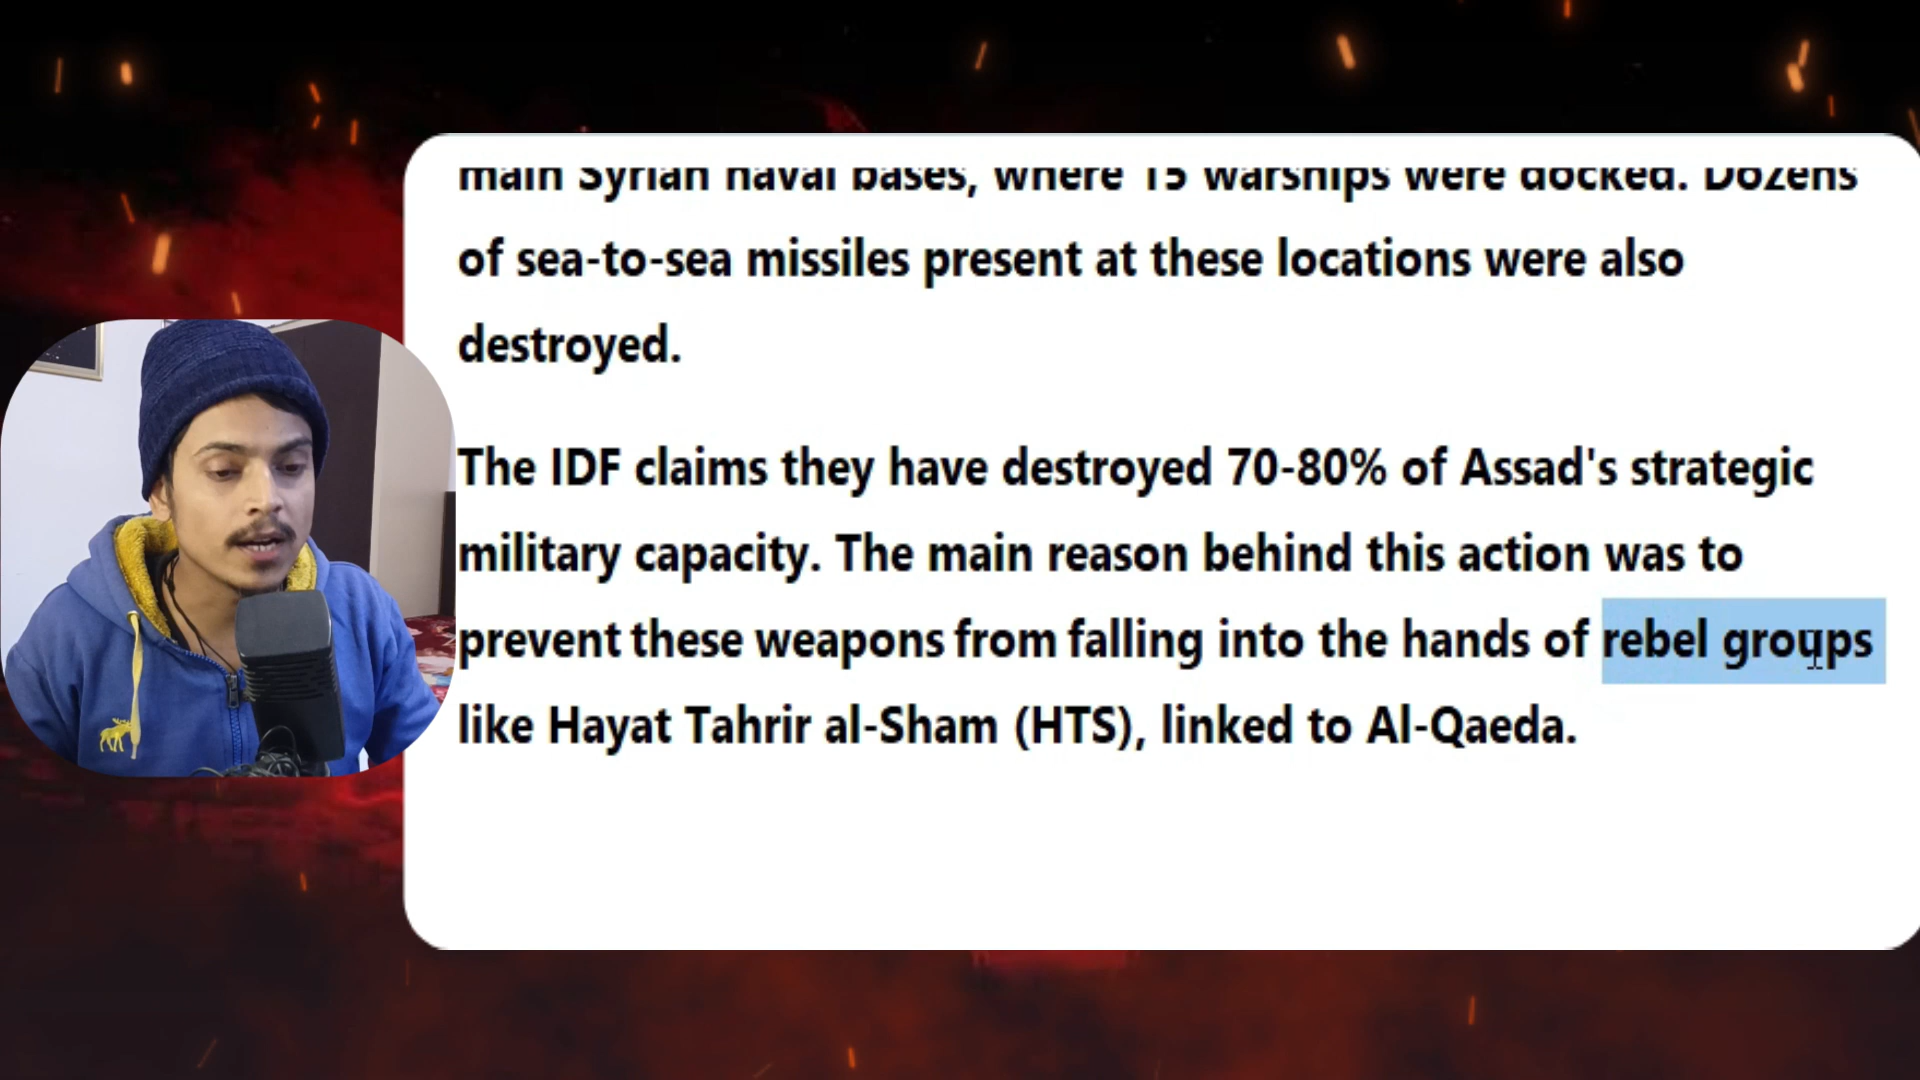 main Syrian naval bases, where 15 warships were docked. Dozens
of sea-to-sea missiles present at these locations were also
destroyed.
The IDF claims they have destroyed 70-80% of Assad's strategic
military capacity. The main reason behind this action was to
prevent these weapons from falling into the hands of rebel groups
like Hayat Tahrir al-Sham (HTS), linked to Al-Qaeda.